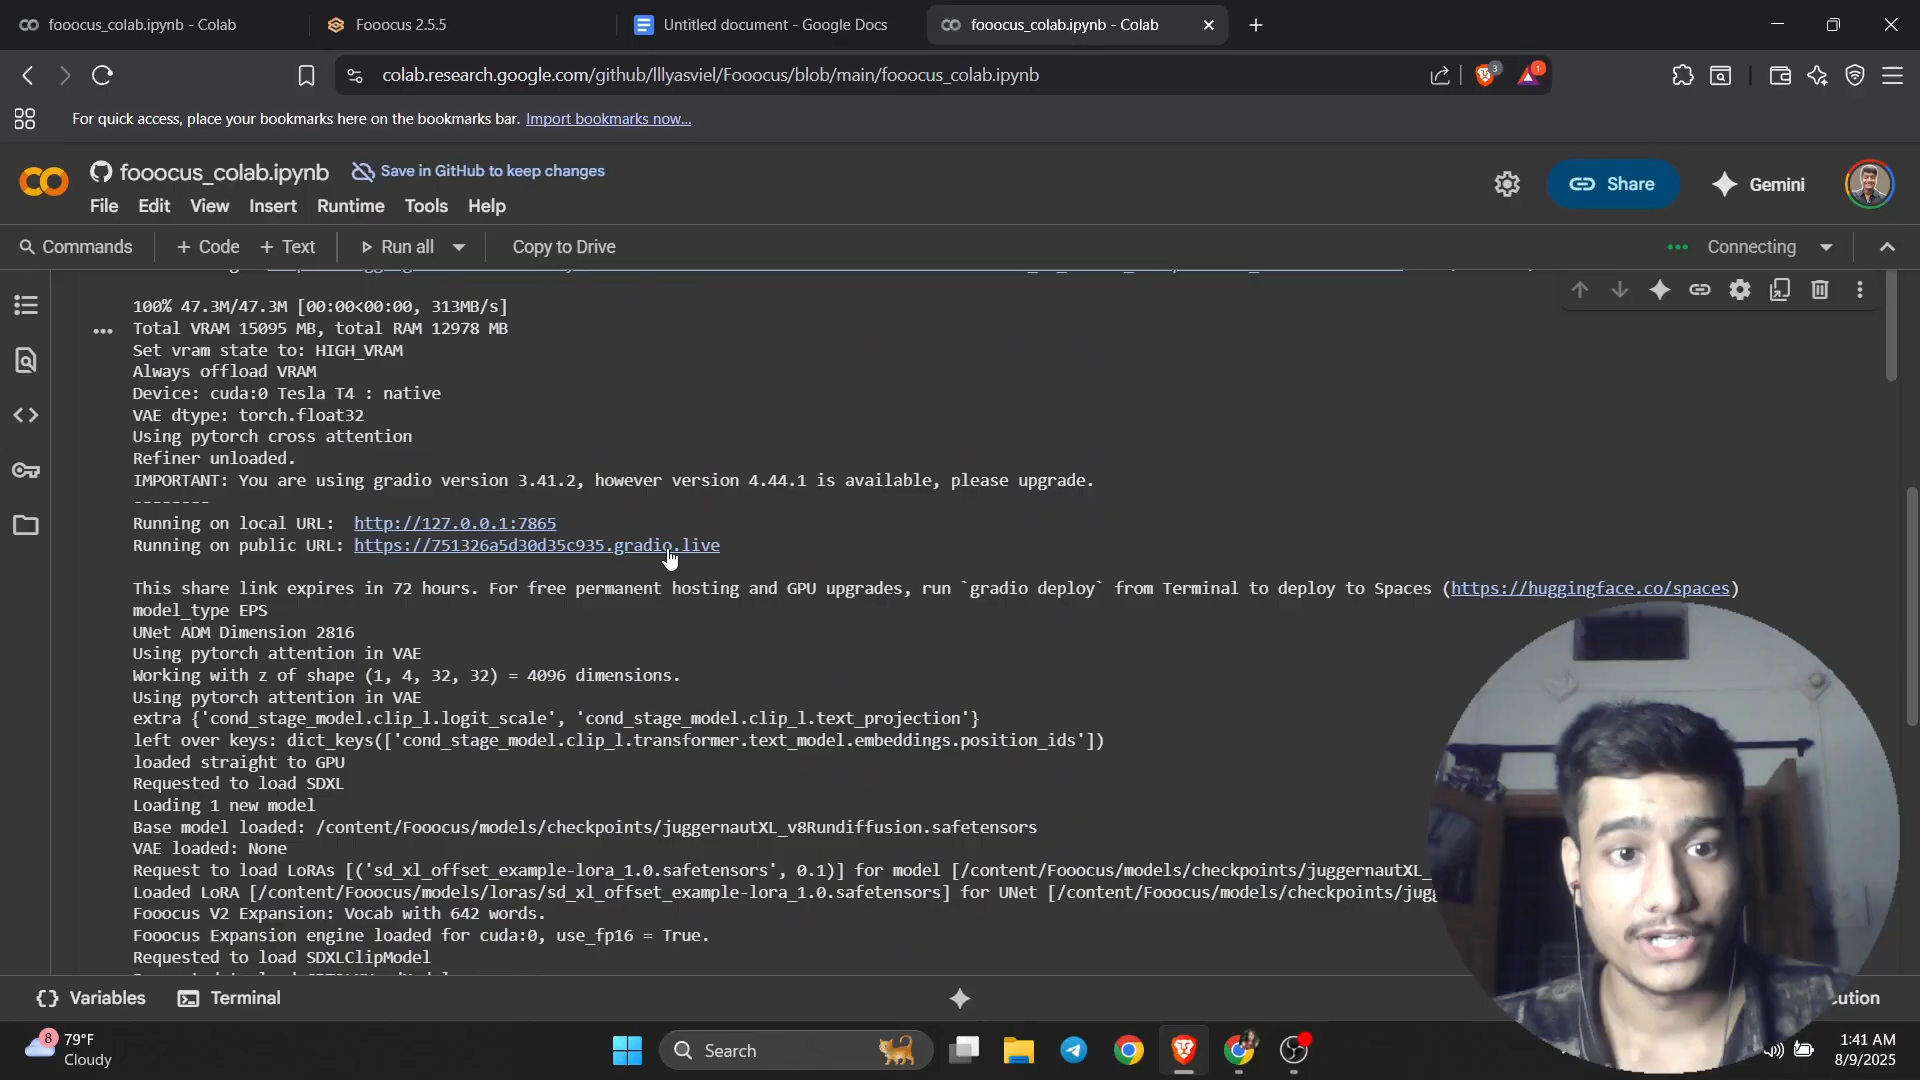 fooocus_colab.ipynb - Colab
Fooocus 2.5.5
Untitled document - Google Docs
fooocus_colab.ipynb - Colab
colab.research.google.com/github/lllyasviel/Fooocus/blob/main/fooocus_colab.ipynb
3
1
For quick access, place your bookmarks here on the bookmarks bar. Import bookmarks now...
fooocus_colab.ipynb
Save in GitHub to keep changes
Share
Gemini
File Edit View Insert Runtime Tools Help
Commands
+ Code + Text
Run all
Copy to Drive
Connecting
100% 47.3M/47.3M [00:00<00:00, 313MB/s]
Total VRAM 15095 MB, total RAM 12978 MB
Set vram state to: HIGH_VRAM
Always offload VRAM
Device: cuda:0 Tesla T4 : native
VAE dtype: torch.float32
Using pytorch cross attention
Refiner unloaded.
IMPORTANT: You are using gradio version 3.41.2, however version 4.44.1 is available, please upgrade.
--------
Running on local URL:  http://127.0.0.1:7865
Running on public URL: https://751326a5d30d35c935.gradio.live
This share link expires in 72 hours. For free permanent hosting and GPU upgrades, run `gradio deploy` from Terminal to deploy to Spaces (https://huggingface.co/spaces)
model_type EPS
UNet ADM Dimension 2816
Using pytorch attention in VAE
Working with z of shape (1, 4, 32, 32) = 4096 dimensions.
Using pytorch attention in VAE
extra {'cond_stage_model.clip_l.logit_scale', 'cond_stage_model.clip_l.text_projection'}
left over keys: dict_keys(['cond_stage_model.clip_l.transformer.text_model.embeddings.position_ids'])
loaded straight to GPU
Requested to load SDXL
Loading 1 new model
Base model loaded: /content/Fooocus/models/checkpoints/juggernautXL_v8Rundiffusion.safetensors
VAE loaded: None
Request to load LoRAs [('sd_xl_offset_example-lora_1.0.safetensors', 0.1)] for model [/content/Fooocus/models/checkpoints/juggernautXL_
Loaded LoRA [/content/Fooocus/models/loras/sd_xl_offset_example-lora_1.0.safetensors] for UNet [/content/Fooocus/models/checkpoints/jugg
Fooocus V2 Expansion: Vocab with 642 words.
Fooocus Expansion engine loaded for cuda:0, use_fp16 = True.
Requested to load SDXLClipModel
Variables
Terminal
ution
8
79°F
Cloudy
Search
1:41 AM
8/9/2025